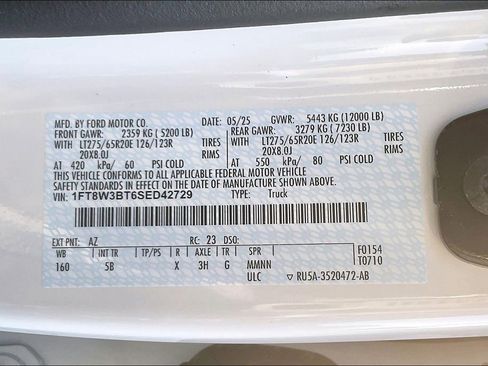 MFD. BY FORD MOTOR CO. 05/25 GVWR: 5443 KG (12000 LB)
FRONT GAWR: 2359 KG (5200 LB) REAR GAWR: 3279 KG (7230 LB)
WITH LT275/65R20E 126/123R WITH LT275/65R20E 126/123R
TIRES 20X8.0J TIRES 20X8.0J
RIMS RIMS
AT 420 kPa/ 60 PSI COLD AT 550 kPa/ 80 PSI COLD
THIS VEHICLE CONFORMS TO ALL APPLICABLE FEDERAL MOTOR
VEHICLE SAFETY STANDARDS IN EFFECT ON THE DATE OF MANUFACTURE SHOWN ABOVE.
VIN: 1FT8W3BT6SED42729 TYPE: Truck
EXT PNT: AZ RC: 23 DSO: F0154
WB INT TR TP/PS R AXLE TR SPR T0710
160 SB X 3H G MMNN
ULC RU5A-3520472-AB